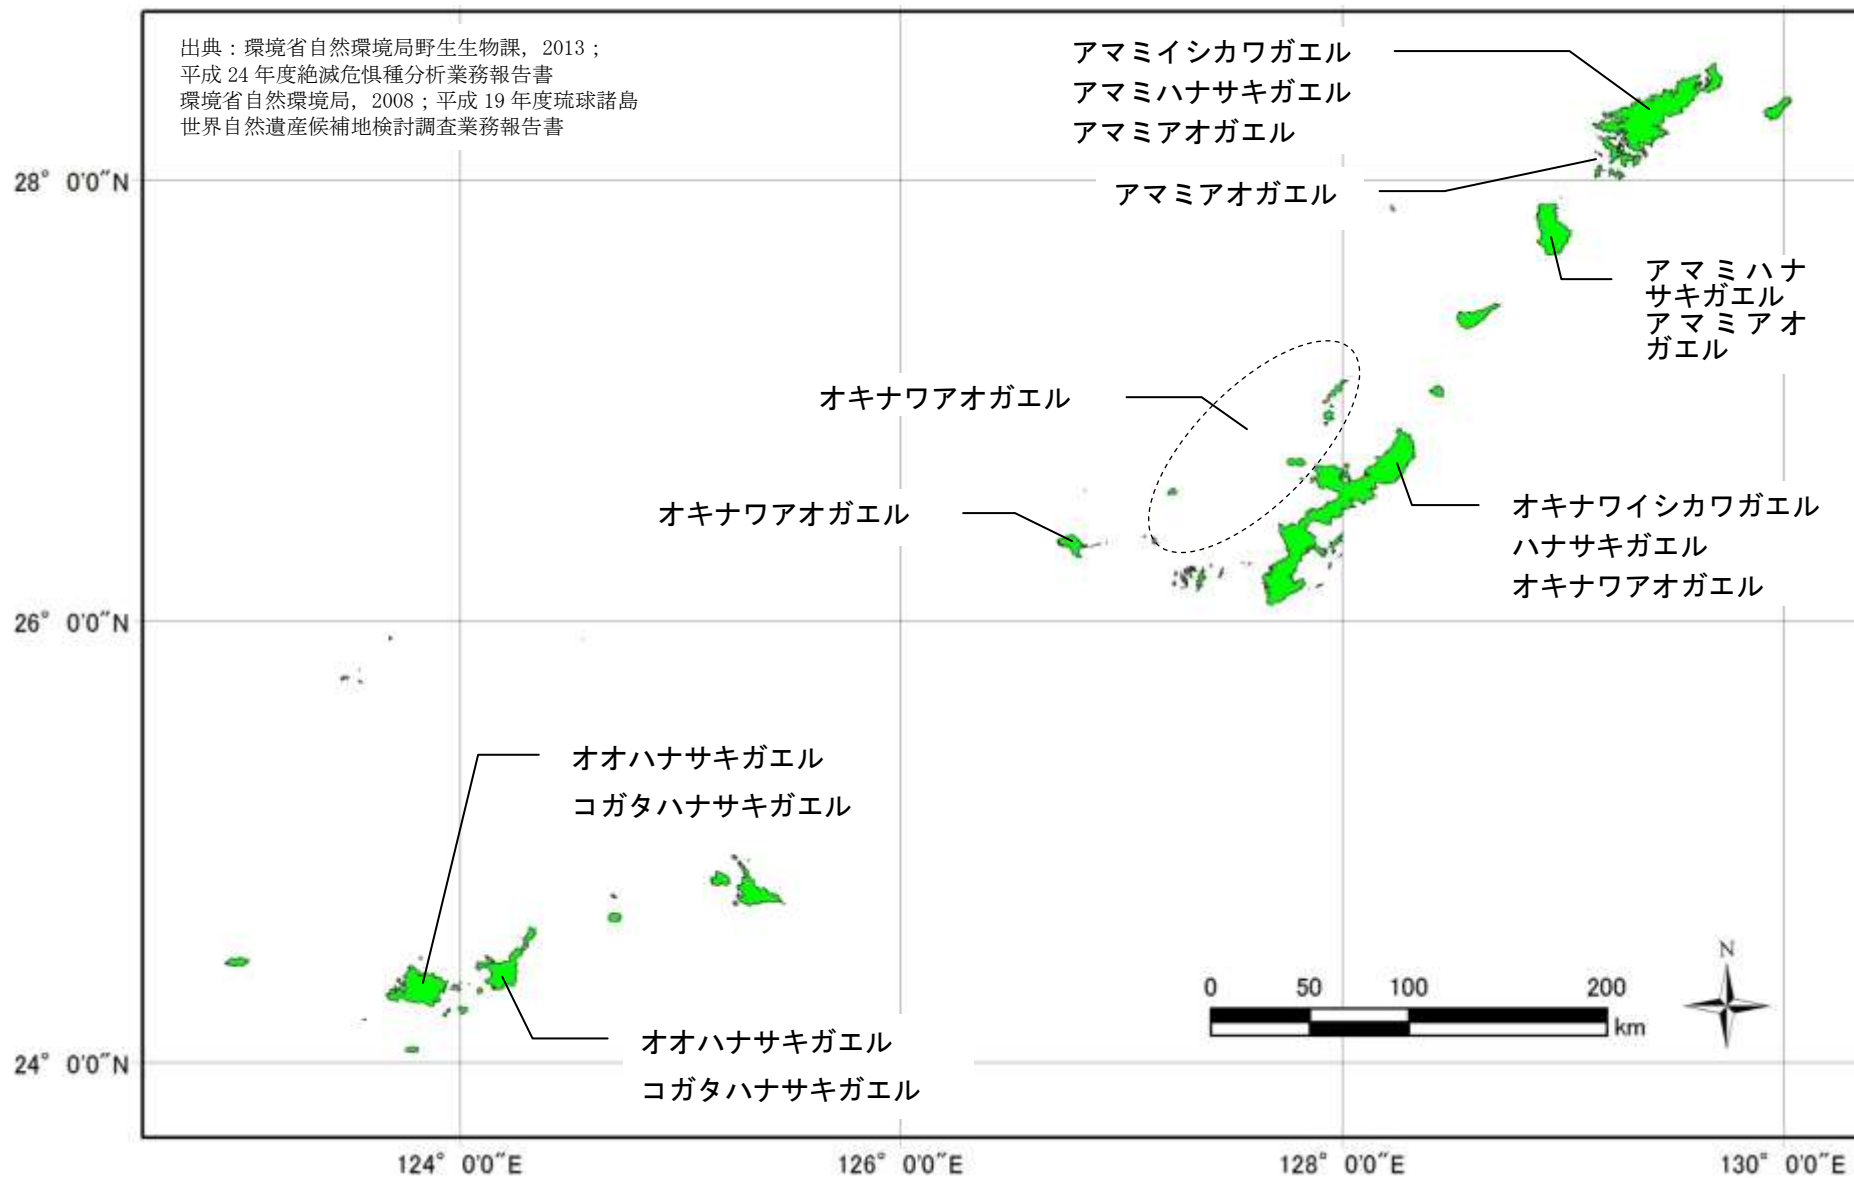 出典：環境省自然環境局野生生物課，2013；
平成 24 年度絶滅危惧種分析業務報告書
環境省自然環境局，2008；平成 19 年度琉球諸島
世界自然遺産候補地検討調査業務報告書
アマミイシカワガエル
アマミハナサキガエル
アマミアオガエル
28° 0′0″N
アマミアオガエル
アマミハナ
サキガエル
アマミアオ
ガエル
オキナワアオガエル
オキナワアオガエル
オキナワイシカワガエル
ハナサキガエル
オキナワアオガエル
26° 0′0″N
オオハナサキガエル
コガタハナサキガエル
N
0 50 100 200
km
オオハナサキガエル
コガタハナサキガエル
24° 0′0″N
124° 0′0″E 126° 0′0″E 128° 0′0″E 130° 0′0″E